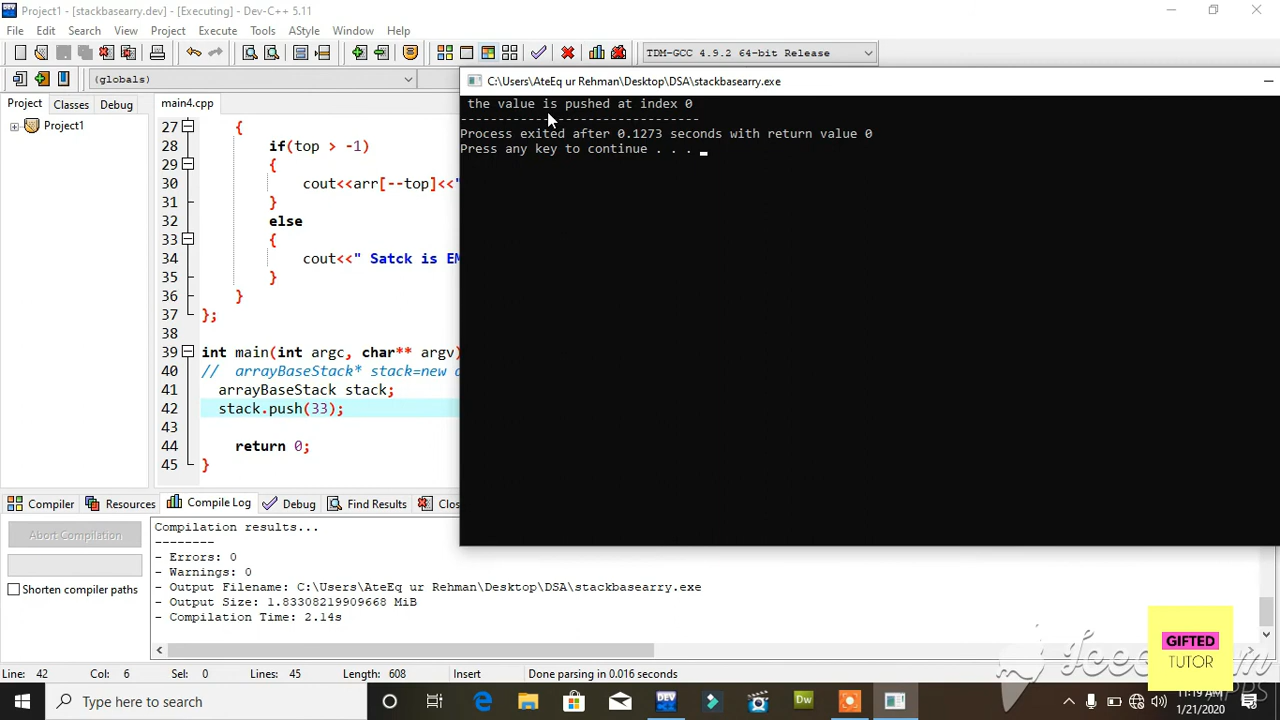 Project1 - [stackbasearry.dev] - [Executing] - Dev-C++ 5.11
File Edit Search View Project Execute Tools AStyle Window Help
TDM-GCC 4.9.2 64-bit Release
(globals)
Project Classes Debug
Project1
main4.cpp
27 {
28 if(top > -1)
29 {
30 cout<<arr[--top]<<"
31 }
32 else
33 {
34 cout<<" Satck is EM
35 }
36 }
37 };
38
39 int main(int argc, char** argv)
40 // arrayBaseStack* stack=new
41 arrayBaseStack stack;
42 stack.push(33);
43
44 return 0;
45 }
C:\Users\AteEq ur Rehman\Desktop\DSA\stackbasearry.exe
the value is pushed at index 0
--------------------------------
Process exited after 0.1273 seconds with return value 0
Press any key to continue . . .
Compiler Resources Compile Log Debug Find Results Clo
Abort Compilation
Shorten compiler paths
Compilation results...
--------
- Errors: 0
- Warnings: 0
- Output Filename: C:\Users\AteEq ur Rehman\Desktop\DSA\stackbasearry.exe
- Output Size: 1.83308219909668 MiB
- Compilation Time: 2.14s
GIFTED
TUTOR
Line: 42 Col: 6 Sel: 0 Lines: 45 Length: 608 Insert Done parsing in 0.016 seconds
Type here to search
DEV
Dw
11:19 AM
1/21/2020